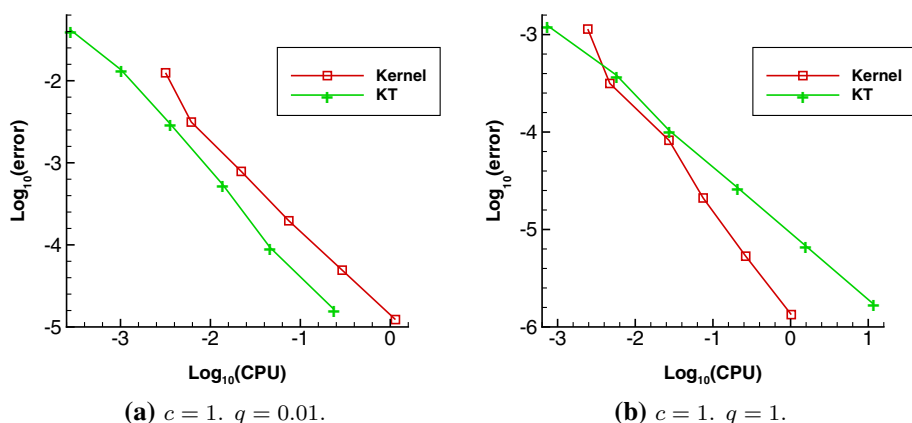 Log10(error)
-2
-3
-4
-5
-3
-2
-1
0
Log10(CPU)
Kernel
KT
(a) c = 1. q = 0.01.
Log10(error)
-3
-4
-5
-6
-3
-2
-1
0
1
Log10(CPU)
Kernel
KT
(b) c = 1. q = 1.